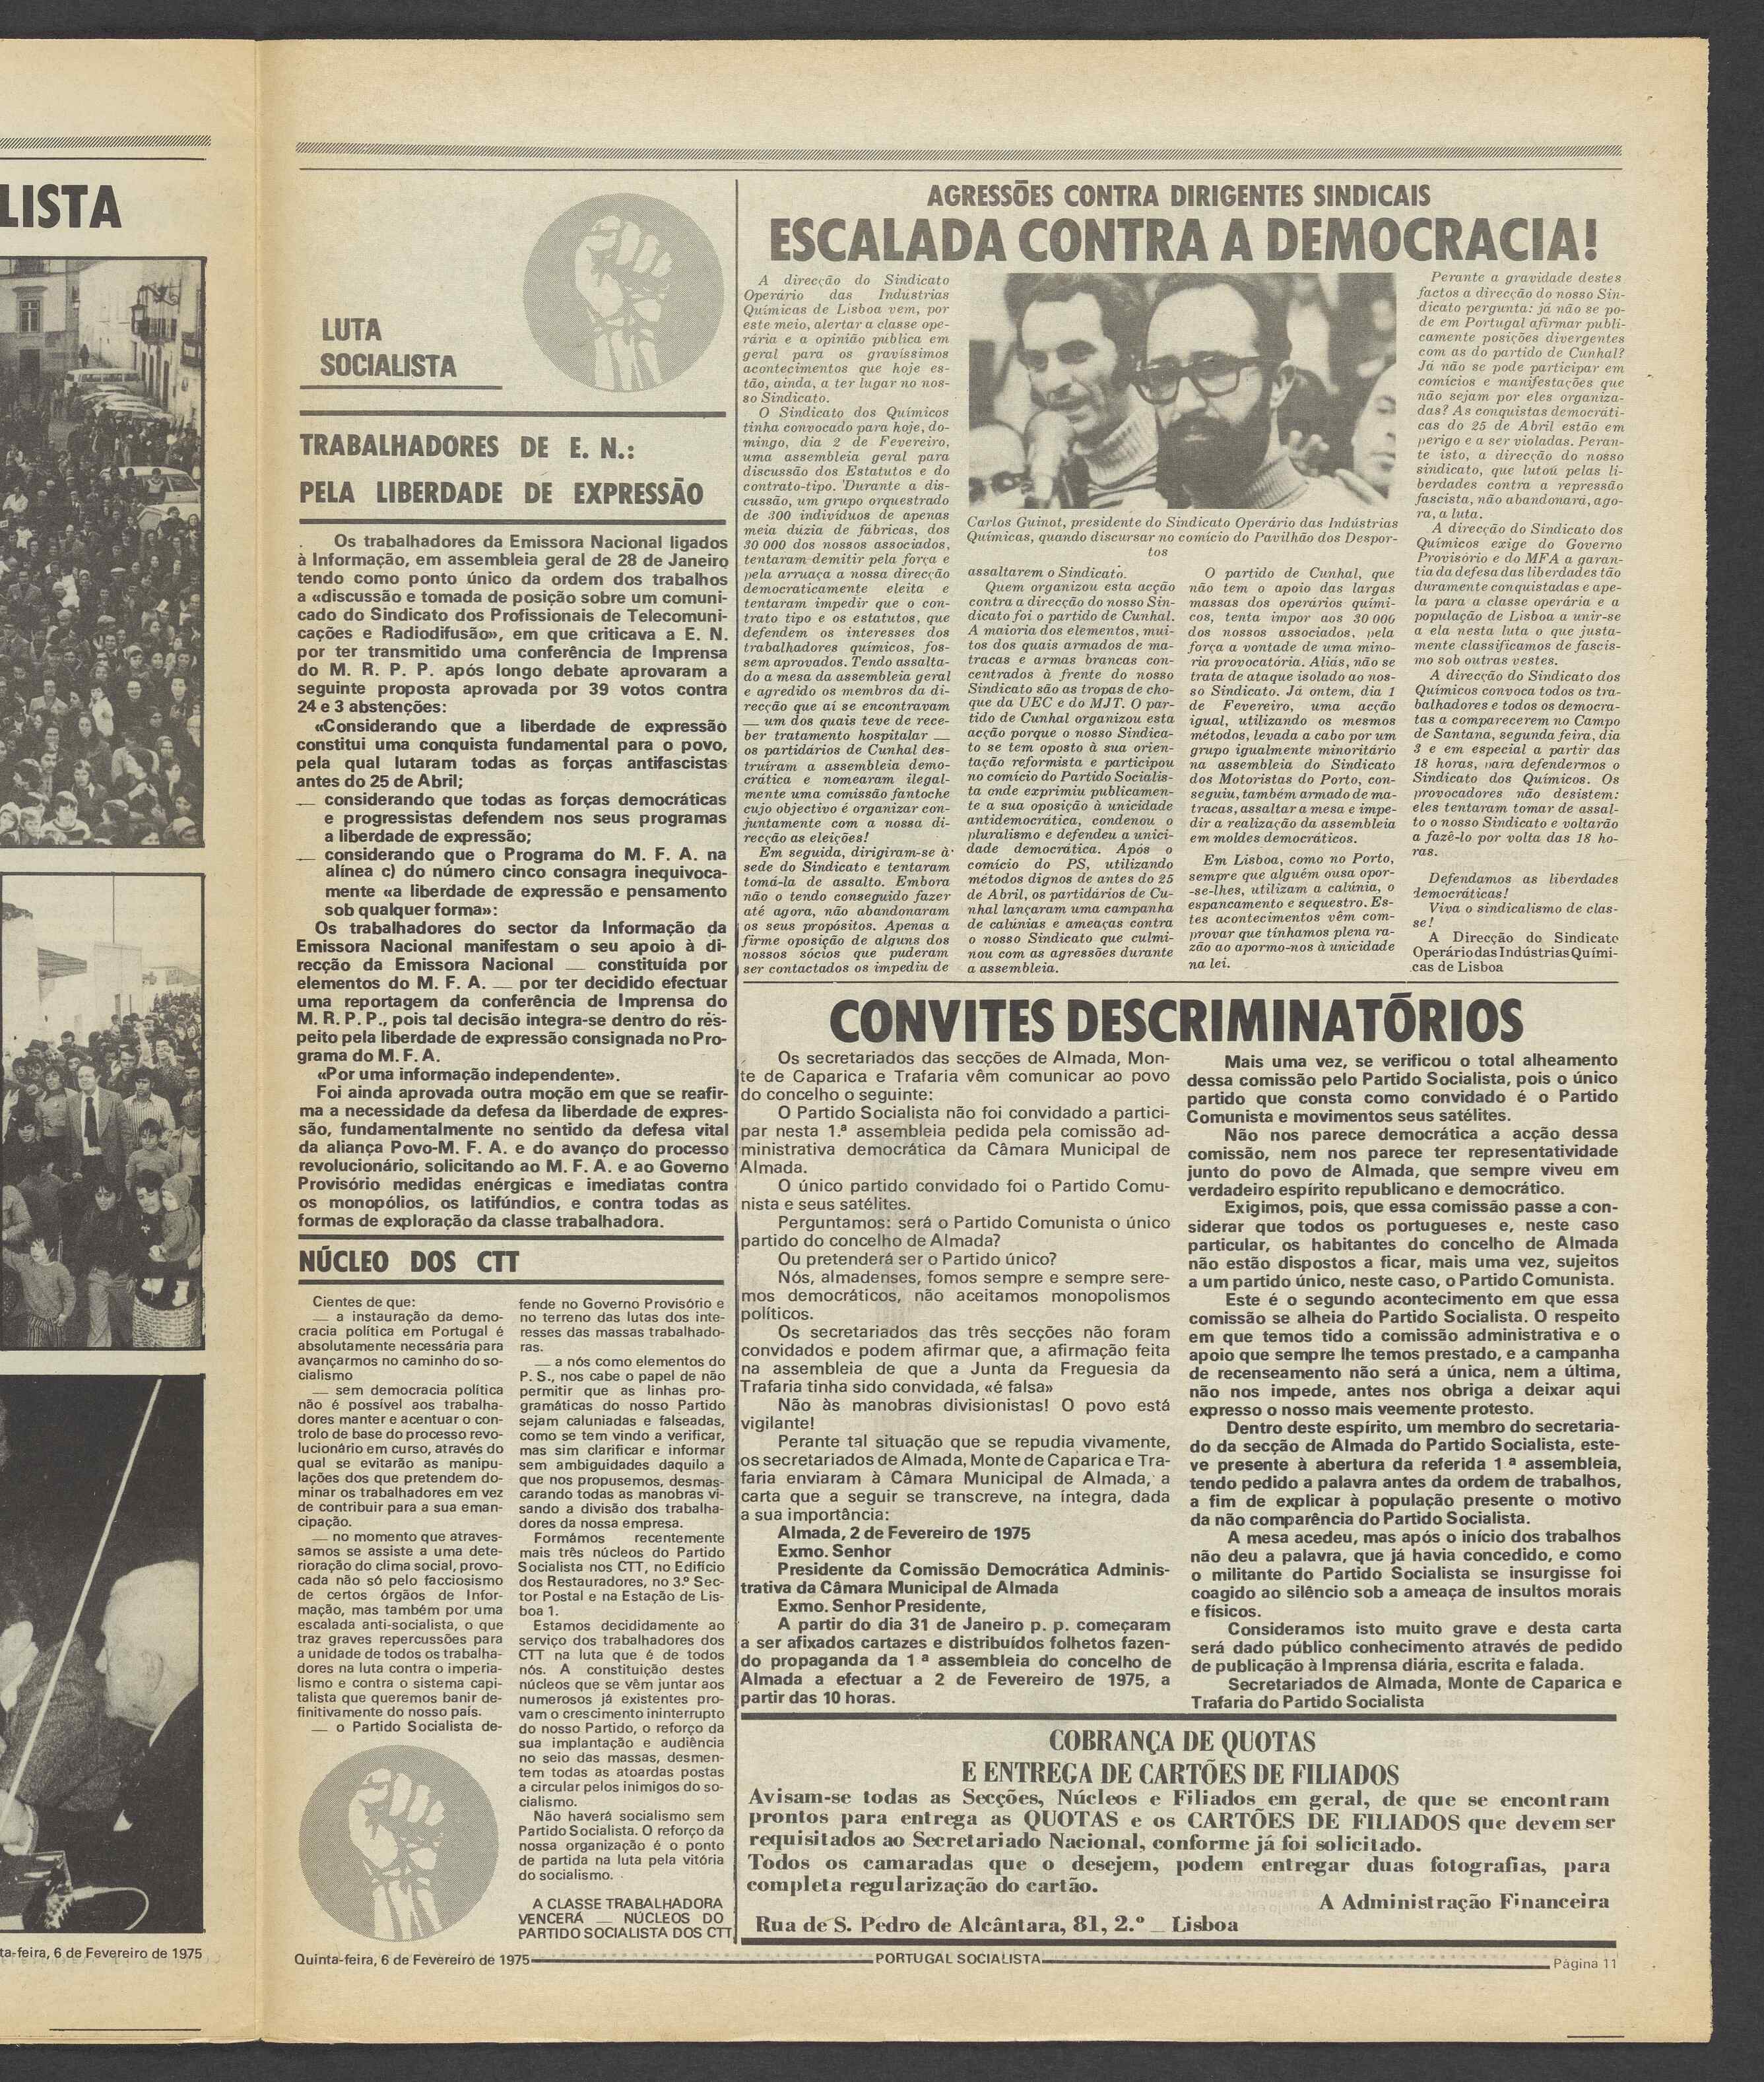 LISTA
ta-feira, 6 de Fevereiro de 1975
LUTA
SOCIALISTA
TRABALHADORES DE E. N.:
PELA LIBERDADE DE EXPRESSÃO
Os trabalhadores da Emissora Nacional ligados
à Informação, em assembleia geral de 28 de Janeiro
tendo como ponto único da ordem dos trabalhos
a «discussão e tomada de posição sobre um comuni-
cado do Sindicato dos Profissionais de Telecomuni-
cações e Radiodifusão», em que criticava a E. N.
por ter transmitido uma conferência de Imprensa
do M. R. P. P. após longo debate aprovaram a
seguinte proposta aprovada por 39 votos contra
24 e 3 abstenções:
«Considerando que a liberdade de expressão
constitui uma conquista fundamental para o povo,
pela qual lutaram todas as forças antifascistas
antes do 25 de Abril;
— considerando que todas as forças democráticas
e progressistas defendem nos seus programas
a liberdade de expressão;
— considerando que o Programa do M. F. A. na
alínea c) do número cinco consagra inequivoca-
mente «a liberdade de expressão e pensamento
sob qualquer forma»:
Os trabalhadores do sector da Informação da
Emissora Nacional manifestam o seu apoio à di-
recção da Emissora Nacional — constituída por
elementos do M. F. A. — por ter decidido efectuar
uma reportagem da conferência de Imprensa do
M. R. P. P., pois tal decisão integra-se dentro do res-
peito pela liberdade de expressão consignada no Pro-
grama do M. F. A.
«Por uma informação independente».
Foi ainda aprovada outra moção em que se reafir-
ma a necessidade da defesa da liberdade de expres-
são, fundamentalmente no sentido da defesa vital
da aliança Povo-M. F. A. e do avanço do processo
revolucionário, solicitando ao M. F. A. e ao Governo
Provisório medidas enérgicas e imediatas contra
os monopólios, os latifúndios, e contra todas as
formas de exploração da classe trabalhadora.
NÚCLEO DOS CTT
Cientes de que:
— a instauração da demo-
cracia política em Portugal é
absolutamente necessária para
avançarmos no caminho do so-
cialismo
— sem democracia política
não é possível aos trabalha-
dores manter e acentuar o con-
trolo de base do processo revo-
lucionário em curso, através do
qual se evitarão as manipu-
lações dos que pretendem do-
minar os trabalhadores em vez
de contribuir para a sua eman-
cipação.
— no momento que atraves-
samos se assiste a uma dete-
rioração do clima social, provo-
cada não só pelo facciosismo
de certos órgãos de Infor-
mação, mas também por uma
escalada anti-socialista, o que
traz graves repercussões para
a unidade de todos os trabalha-
dores na luta contra o imperia-
lismo e contra o sistema capi-
talista que queremos banir de-
finitivamente do nosso país.
— o Partido Socialista de-
fende no Governo Provisório e
no terreno das lutas dos inte-
resses das massas trabalhado-
ras.
— a nós como elementos do
P. S., nos cabe o papel de não
permitir que as linhas pro-
gramáticas do nosso Partido
sejam caluniadas e falseadas,
como se tem vindo a verificar,
mas sim clarificar e informar
sem ambiguidades daquilo a
que nos propusemos, desmas-
carando todas as manobras vi-
sando a divisão dos trabalha-
dores da nossa empresa.
Formámos recentemente
mais três núcleos do Partido
Socialista nos CTT, no Edifício
dos Restauradores, no 3.º Sec-
tor Postal e na Estação de Lis-
boa 1.
Estamos decididamente ao
serviço dos trabalhadores dos
CTT na luta que é de todos
nós. A constituição destes
núcleos que se vêm juntar aos
numerosos já existentes pro-
vam o crescimento ininterrupto
do nosso Partido, o reforço da
sua implantação e audiência
no seio das massas, desmen-
tem todas as atoardas postas
a circular pelos inimigos do so-
cialismo.
Não haverá socialismo sem
Partido Socialista. O reforço da
nossa organização é o ponto
de partida na luta pela vitória
do socialismo.
A CLASSE TRABALHADORA
VENCERÁ — NÚCLEOS DO
PARTIDO SOCIALISTA DOS CTT
AGRESSÕES CONTRA DIRIGENTES SINDICAIS
ESCALADA CONTRA A DEMOCRACIA!
A direcção do Sindicato
Operário das Industrias
Químicas de Lisboa vem, por
este meio, alertar a classe ope-
rária e a opinião pública em
geral para os gravíssimos
acontecimentos que hoje es-
tão, ainda, a ter lugar no nos-
so Sindicato.
O Sindicato dos Químicos
tinha convocado para hoje, do-
mingo, dia 2 de Fevereiro,
uma assembleia geral para
discussão dos Estatutos e do
contrato-tipo. 'Durante a dis-
cussão, um grupo orquestrado
de 300 indivíduos de apenas
meia dúzia de fábricas, dos
30 000 dos nossos associados,
tentaram demitir pela força e
pela arruaça a nossa direcção
democraticamente eleita e
tentaram impedir que o con-
trato tipo e os estatutos, que
defendem os interesses dos
trabalhadores químicos, fos-
sem aprovados. Tendo assalta-
do a mesa da assembleia geral
e agredido os membros da di-
recção que aí se encontravam
— um dos quais teve de rece-
ber tratamento hospitalar —
os partidários de Cunhal des-
truíram a assembleia demo-
crática e nomearam ilegal-
mente uma comissão fantoche
cujo objectivo é organizar con-
juntamente com a nossa di-
recção as eleições!
Em seguida, dirigiram-se à
sede do Sindicato e tentaram
tomá-la de assalto. Embora
não o tendo conseguido fazer
até agora, não abandonaram
os seus propósitos. Apenas a
firme oposição de alguns dos
nossos sócios que puderam
ser contactados os impediu de
Carlos Guinot, presidente do Sindicato Operário das Indústrias
Químicas, quando discursar no comício do Pavilhão dos Despor-
tos
assaltarem o Sindicato.
Quem organizou esta acção
contra a direcção do nosso Sin-
dicato foi o partido de Cunhal.
A maioria dos elementos, mui-
tos dos quais armados de ma-
tracas e armas brancas con-
centrados à frente do nosso
Sindicato são as tropas de cho-
que da UEC e do MJT. O par-
tido de Cunhal organizou esta
acção porque o nosso Sindica-
to se tem oposto à sua orien-
tação reformista e participou
no comício do Partido Socialis-
ta onde exprimiu publicamen-
te a sua oposição à unicidade
antidemocrática, condenou o
pluralismo e defendeu a unici-
dade democrática. Após o
comício do PS, utilizando
métodos dignos de antes do 25
de Abril, os partidários de Cu-
nhal lançaram uma campanha
de calúnias e ameaças contra
o nosso Sindicato que culmi-
nou com as agressões durante
a assembleia.
O partido de Cunhal, que
não tem o apoio das largas
massas dos operários quími-
cos, tenta impor aos 30 000
dos nossos associados, pela
força a vontade de uma mino-
ria provocatória. Aliás, não se
trata de ataque isolado ao nos-
so Sindicato. Já ontem, dia 1
de Fevereiro, uma acção
igual, utilizando os mesmos
métodos, levada a cabo por um
grupo igualmente minoritário
na assembleia do Sindicato
dos Motoristas do Porto, con-
seguiu, também armado de ma-
tracas, assaltar a mesa e impe-
dir a realização da assembleia
em moldes democráticos.
Em Lisboa, como no Porto,
sempre que alguém ousa opor-
-se-lhes, utilizam a calúnia, o
espancamento e sequestro. Es-
tes acontecimentos vêm com-
provar que tínhamos plena ra-
zão ao apormo-nos à unicidade
na lei.
Perante a gravidade destes
factos a direcção do nosso Sin-
dicato pergunta: já não se po-
de em Portugal afirmar publi-
camente posições divergentes
com as do partido de Cunhal?
Já não se pode participar em
comícios e manifestações que
não sejam por eles organiza-
das? As conquistas democráti-
cas do 25 de Abril estão em
perigo e a ser violadas. Peran-
te isto, a direcção do nosso
sindicato, que lutou pelas li-
berdades contra a repressão
fascista, não abandonará, ago-
ra, a luta.
A direcção do Sindicato dos
Químicos exige do Governo
Provisório e do MFA a garan-
tia da defesa das liberdades tão
duramente conquistadas e ape-
la para a classe operária e a
população de Lisboa a unir-se
a ela nesta luta o que justa-
mente classificamos de fascis-
mo sob outras vestes.
A direcção do Sindicato dos
Químicos convoca todos os tra-
balhadores e todos os democra-
tas a comparecerem no Campo
de Santana, segunda feira, dia
3 e em especial a partir das
18 horas, para defendermos o
Sindicato dos Químicos. Os
provocadores não desistem:
eles tentaram tomar de assal-
to o nosso Sindicato e voltarão
a fazê-lo por volta das 18 ho-
ras.
Defendamos as liberdades
democráticas!
Viva o sindicalismo de clas-
se!
A Direcção do Sindicato
Operário das Indústrias Quími-
cas de Lisboa
CONVITES DESCRIMINATÓRIOS
Os secretariados das secções de Almada, Mon-
te de Caparica e Trafaria vêm comunicar ao povo
do concelho o seguinte:
O Partido Socialista não foi convidado a partici-
par nesta 1.ª assembleia pedida pela comissão ad-
ministrativa democrática da Câmara Municipal de
Almada.
O único partido convidado foi o Partido Comu-
nista e seus satélites.
Perguntamos: será o Partido Comunista o único
partido do concelho de Almada?
Ou pretenderá ser o Partido único?
Nós, almadenses, fomos sempre e sempre sere-
mos democráticos, não aceitamos monopolismos
políticos.
Os secretariados das três secções não foram
convidados e podem afirmar que, a afirmação feita
na assembleia de que a Junta da Freguesia da
Trafaria tinha sido convidada, «é falsa»
Não às manobras divisionistas! O povo está
vigilante!
Perante tal situação que se repudia vivamente,
os secretariados de Almada, Monte de Caparica e Tra-
faria enviaram à Câmara Municipal de Almada, a
carta que a seguir se transcreve, na íntegra, dada
a sua importância:
Almada, 2 de Fevereiro de 1975
Exmo. Senhor
Presidente da Comissão Democrática Adminis-
trativa da Câmara Municipal de Almada
Exmo. Senhor Presidente,
A partir do dia 31 de Janeiro p. p. começaram
a ser afixados cartazes e distribuídos folhetos fazen-
do propaganda da 1 ª assembleia do concelho de
Almada a efectuar a 2 de Fevereiro de 1975, a
partir das 10 horas.
Mais uma vez, se verificou o total alheamento
dessa comissão pelo Partido Socialista, pois o único
partido que consta como convidado é o Partido
Comunista e movimentos seus satélites.
Não nos parece democrática a acção dessa
comissão, nem nos parece ter representatividade
junto do povo de Almada, que sempre viveu em
verdadeiro espírito republicano e democrático.
Exigimos, pois, que essa comissão passe a con-
siderar que todos os portugueses e, neste caso
particular, os habitantes do concelho de Almada
não estão dispostos a ficar, mais uma vez, sujeitos
a um partido único, neste caso, o Partido Comunista.
Este é o segundo acontecimento em que essa
comissão se alheia do Partido Socialista. O respeito
em que temos tido a comissão administrativa e o
apoio que sempre lhe temos prestado, e a campanha
de recenseamento não será a única, nem a última,
não nos impede, antes nos obriga a deixar aqui
expresso o nosso mais veemente protesto.
Dentro deste espírito, um membro do secretaria-
do da secção de Almada do Partido Socialista, este-
ve presente à abertura da referida 1 ª assembleia,
tendo pedido a palavra antes da ordem de trabalhos,
a fim de explicar à população presente o motivo
da não comparência do Partido Socialista.
A mesa acedeu, mas após o início dos trabalhos
não deu a palavra, que já havia concedido, e como
o militante do Partido Socialista se insurgisse foi
coagido ao silêncio sob a ameaça de insultos morais
e físicos.
Consideramos isto muito grave e desta carta
será dado público conhecimento através de pedido
de publicação à Imprensa diária, escrita e falada.
Secretariados de Almada, Monte de Caparica e
Trafaria do Partido Socialista
COBRANÇA DE QUOTAS
E ENTREGA DE CARTÕES DE FILIADOS
Avisam-se todas as Secções, Núcleos e Filiados em geral, de que se encontram
prontos para entrega as QUOTAS e os CARTÕES DE FILIADOS que devem ser
requisitados ao Secretariado Nacional, conforme já foi solicitado.
Todos os camaradas que o desejem, podem entregar duas fotografias, para
completa regularização do cartão.
A Administração Financeira
Rua de S. Pedro de Alcântara, 81, 2.º _ Lisboa
Quinta-feira, 6 de Fevereiro de 1975
PORTUGAL SOCIALISTA
Página 11